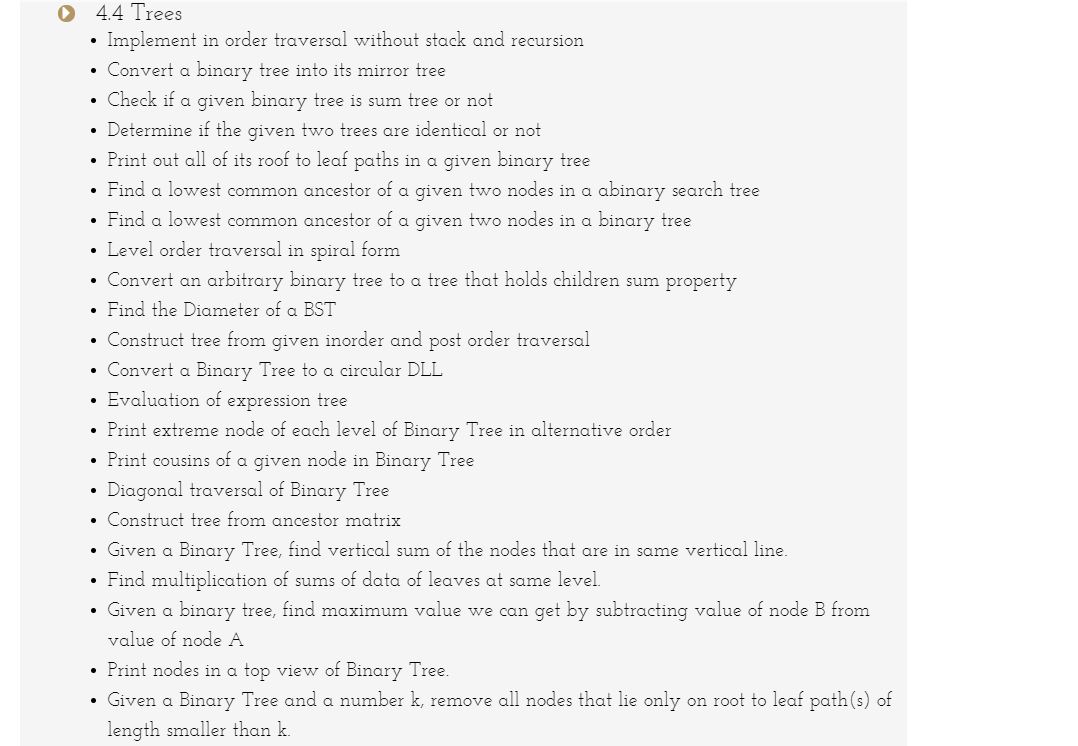 4.4 Trees
• Implement in order traversal without stack and recursion
• Convert a binary tree into its mirror tree
• Check if a given binary tree is sum tree or not
• Determine if the given two trees are identical or not
• Print out all of its roof to leaf paths in a given binary tree
• Find a lowest common ancestor of a given two nodes in a abinary search tree
• Find a lowest common ancestor of a given two nodes in a binary tree
• Level order traversal in spiral form
• Convert an arbitrary binary tree to a tree that holds children sum property
• Find the Diameter of a BST
• Construct tree from given inorder and post order traversal
• Convert a Binary Tree to a circular DLL
• Evaluation of expression tree
• Print extreme node of each level of Binary Tree in alternative order
• Print cousins of a given node in Binary Tree
• Diagonal traversal of Binary Tree
• Construct tree from ancestor matrix
• Given a Binary Tree, find vertical sum of the nodes that are in same vertical line.
• Find multiplication of sums of data of leaves at same level.
• Given a binary tree, find maximum value we can get by subtracting value of node B from
value of node A
• Print nodes in a top view of Binary Tree.
• Given a Binary Tree and a number k, remove all nodes that lie only on root to leaf path(s) of
length smaller than k.